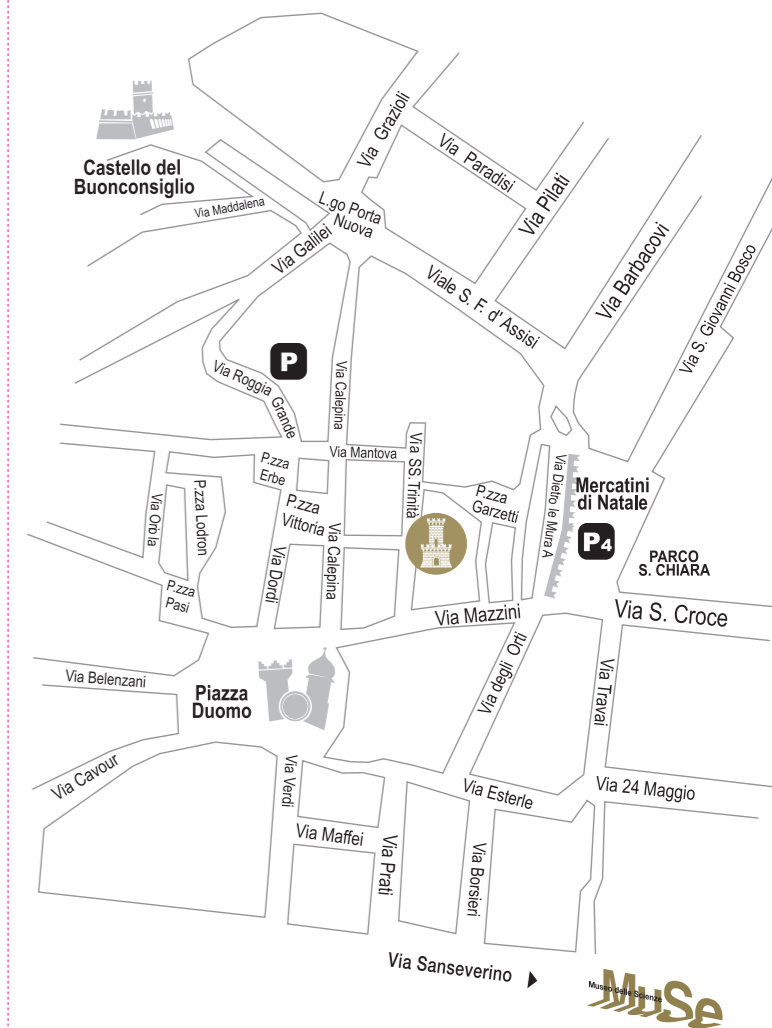 Via Grazioli
Via Paradisi
Castello del
Buonconsiglio
Via Pilati
L.go Porta
Nuova
Via Maddalena
Via Galilei
Via Barbacovi
Via S. Giovanni Bosco
Viale S. F. d' Assisi
P
Via Roggia Grande
Via Calepina
Via Mantova
Via SS. Trinità
P.zza
Erbe
P.zza
Lodron
Via Oròla
P.zza
Vittoria
P.zza
Garzetti
Via Dietro le Mura A
Mercatini
di Natale
P4
PARCO
S. CHIARA
Via Dordi
Via Calepina
P.zza
Pasi
Via Mazzini
Via S. Croce
Via Belenzani
Piazza
Duomo
Via degli Orti
Via Travai
Via Cavour
Via Verdi
Via Esterle
Via 24 Maggio
Via Maffei
Via Prati
Via Borsieri
Via Sanseverino
Museo delle Scienze
MuSe